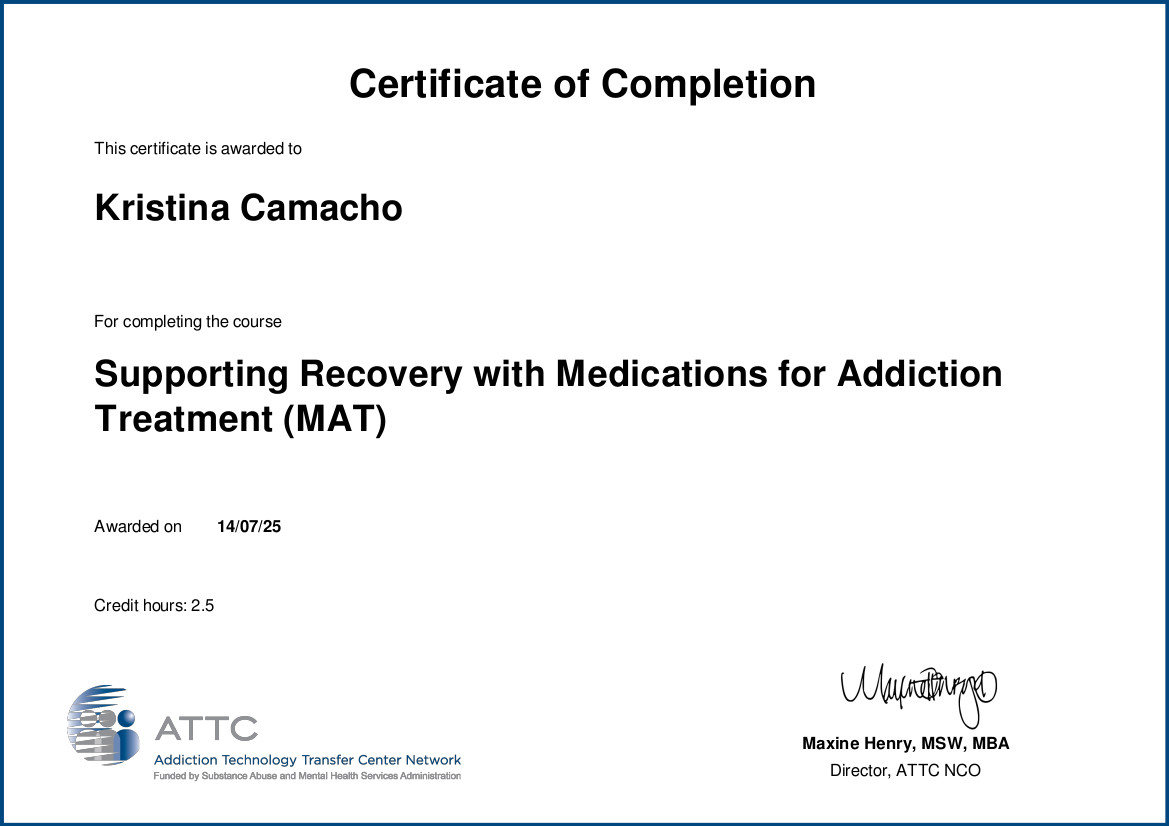 Certificate of Completion
This certificate is awarded to
Kristina Camacho
For completing the course
Supporting Recovery with Medications for Addiction
Treatment (MAT)
Awarded on 14/07/25
Credit hours: 2.5
ATTC
Addiction Technology Transfer Center Network
Funded by Substance Abuse and Mental Health Services Administration
Maxine Henry, MSW, MBA
Director, ATTC NCO